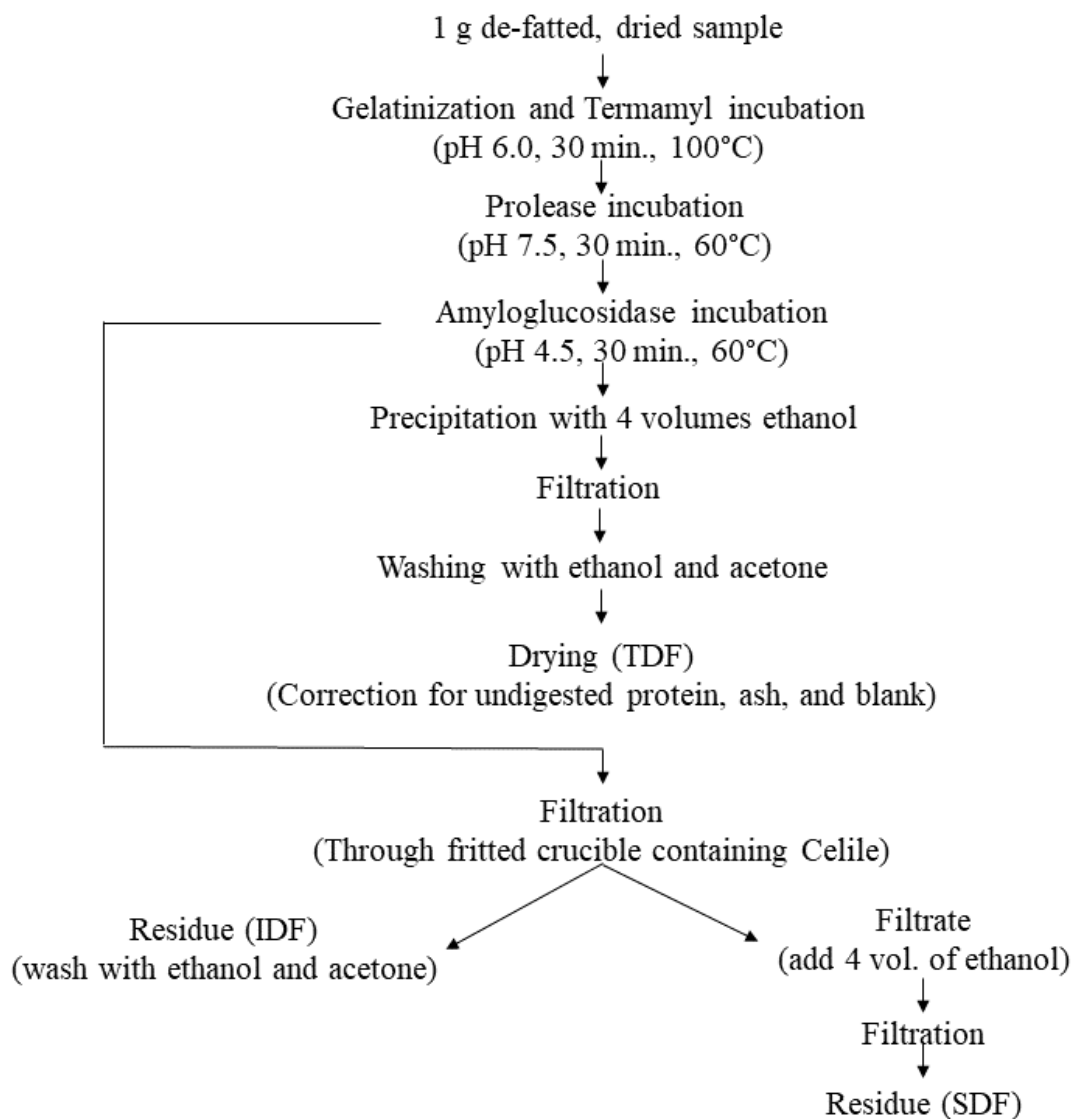 1 g de-fatted, dried sample
Gelatinization and Termamyl incubation
(pH 6.0, 30 min., 100°C)
Prolease incubation
(pH 7.5, 30 min., 60°C)
Amyloglucosidase incubation
(pH 4.5, 30 min., 60°C)
Precipitation with 4 volumes ethanol
Filtration
Washing with ethanol and acetone
Drying (TDF)
(Correction for undigested protein, ash, and blank)
Filtration
(Through fritted crucible containing Celile)
Residue (IDF)
(wash with ethanol and acetone)
Filtrate
(add 4 vol. of ethanol)
Filtration
Residue (SDF)